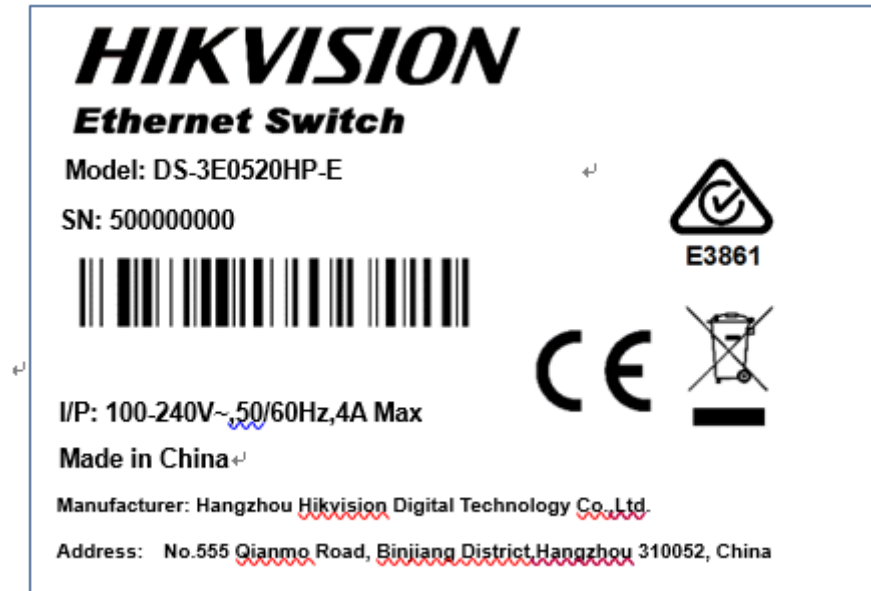 HIKVISION
Ethernet Switch
Model: DS-3E0520HP-E
SN: 500000000
E3861
CE
I/P: 100-240V~,50/60Hz,4A Max
Made in China
Manufacturer: Hangzhou Hikvision Digital Technology Co.,Ltd.
Address: No.555 Qianmo Road, Binjiang District,Hangzhou 310052, China